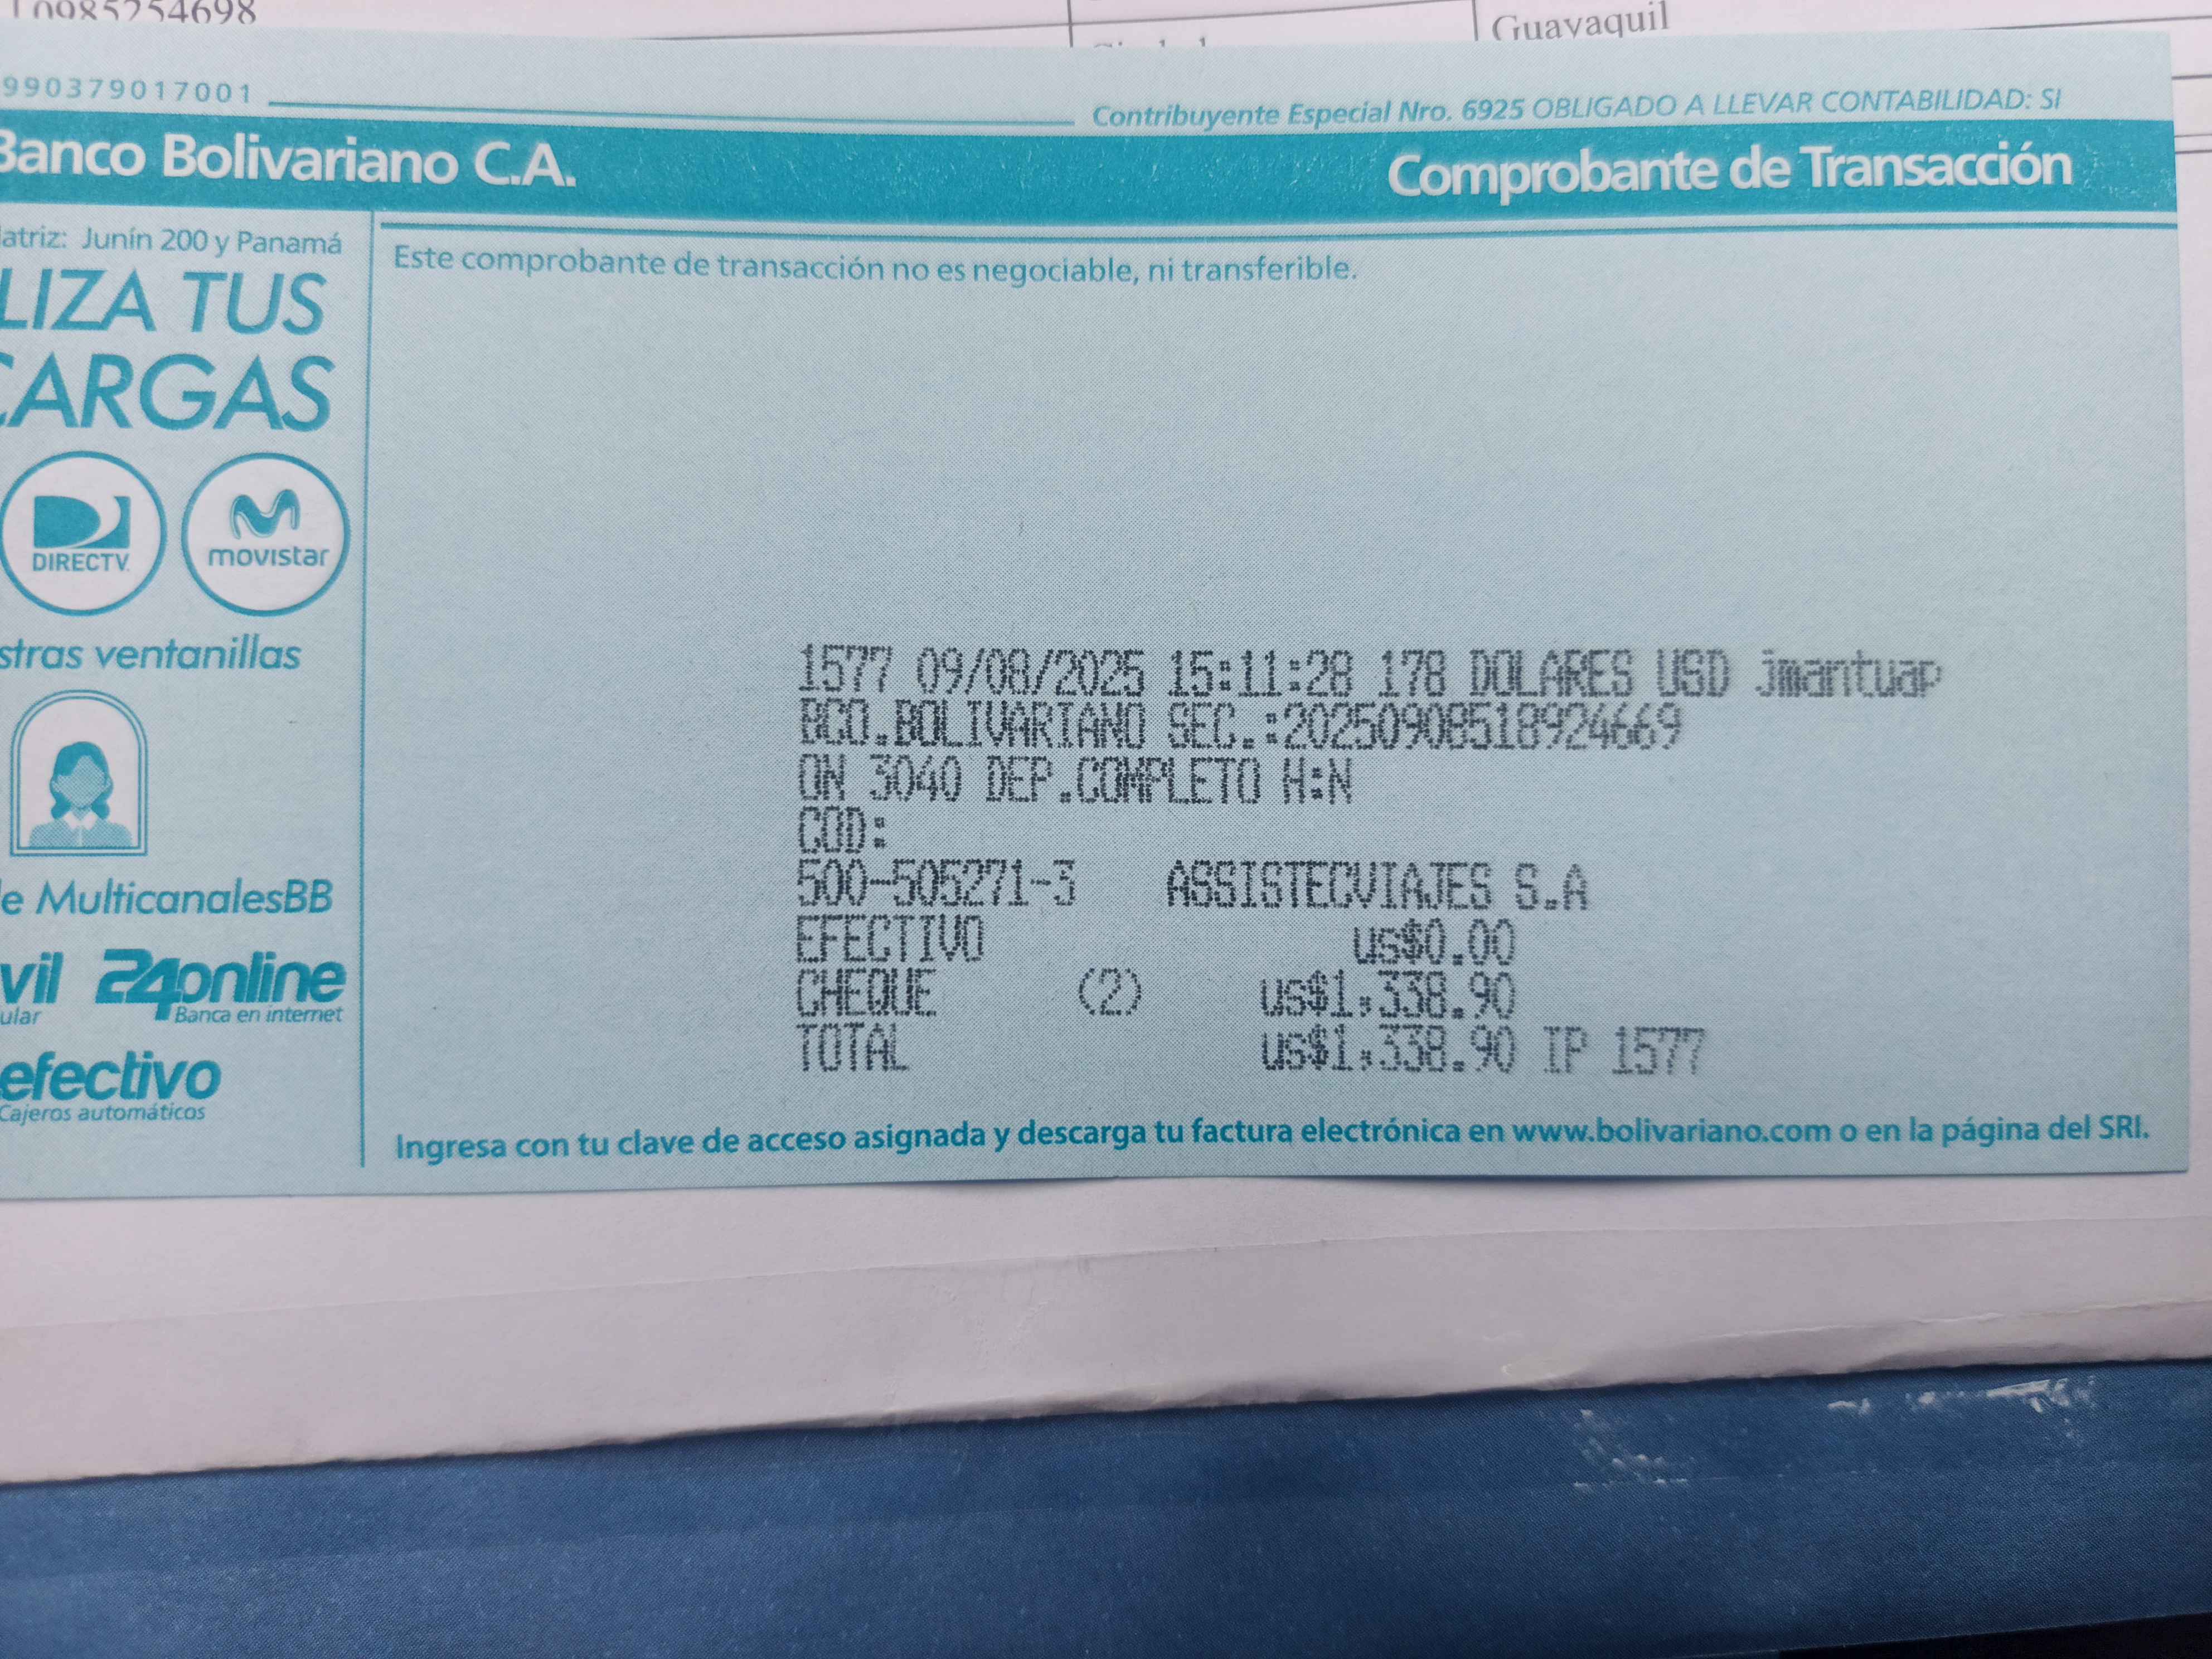 0985254698
Guayaquil
990379017001
Contribuyente Especial Nro. 6925 OBLIGADO A LLEVAR CONTABILIDAD: SI
Banco Bolivariano C.A.
Comprobante de Transacción
atriz: Junín 200 y Panamá
LIZA TUS
CARGAS
DIRECTV
movistar
stras ventanillas
e MulticanalesBB
vil 24online
ular Banca en internet
efectivo
Cajeros automáticos
Este comprobante de transacción no es negociable, ni transferible.
1577 09/08/2025 15:11:28 178 DOLARES USD jmantuap
BCO.BOLIVARIANO SEC.:20250908518924669
ON 3040 DEP.COMPLETO H:N
COD:
500-505271-3 ASSISTECVIAJES S.A
EFECTIVO us$0.00
CHEQUE (2) us$1,338.90
TOTAL us$1,338.90 IP 1577
Ingresa con tu clave de acceso asignada y descarga tu factura electrónica en www.bolivariano.com o en la página del SRI.